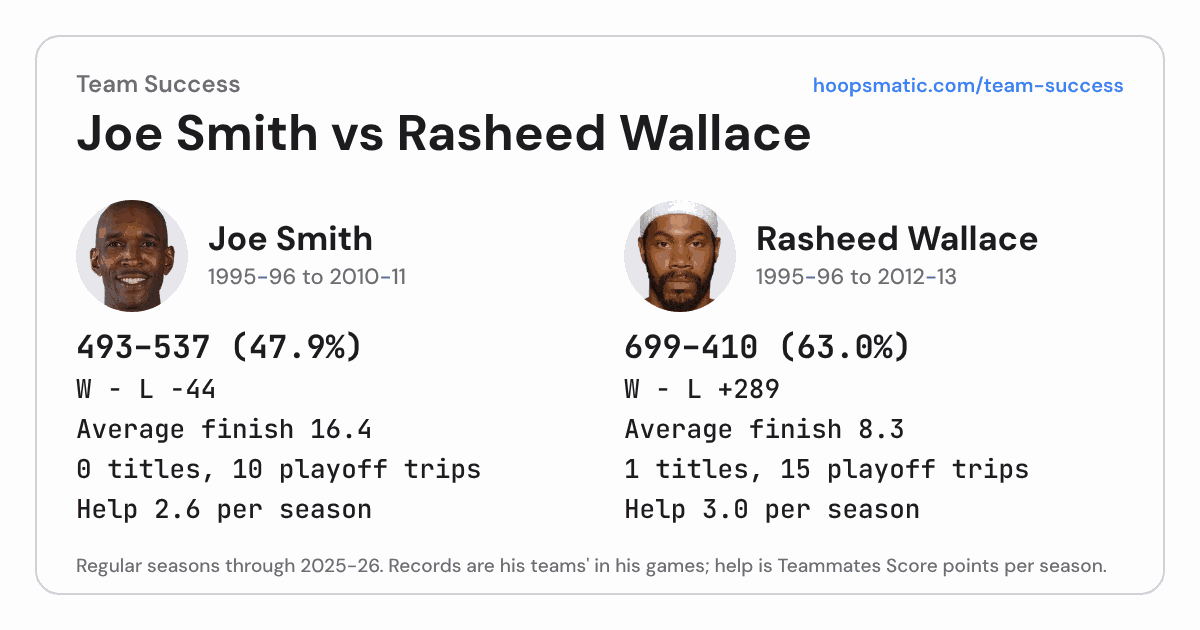 Team Success
hoopsmatic.com/team-success
Joe Smith vs Rasheed Wallace
Joe Smith
1995-96 to 2010-11
493-537 (47.9%)
W - L -44
Average finish 16.4
0 titles, 10 playoff trips
Help 2.6 per season
Rasheed Wallace
1995-96 to 2012-13
699-410 (63.0%)
W - L +289
Average finish 8.3
1 titles, 15 playoff trips
Help 3.0 per season
Regular seasons through 2025-26. Records are his teams' in his games; help is Teammates Score points per season.